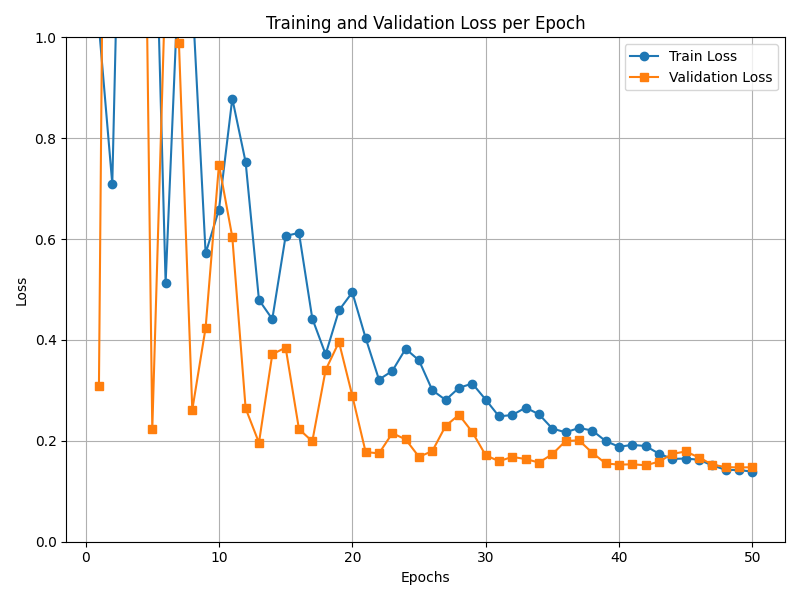 Training and Validation Loss per Epoch
Train Loss
Validation Loss
1.0
0.8
0.6
0.4
0.2
0.0
Loss
0 10 20 30 40 50
Epochs